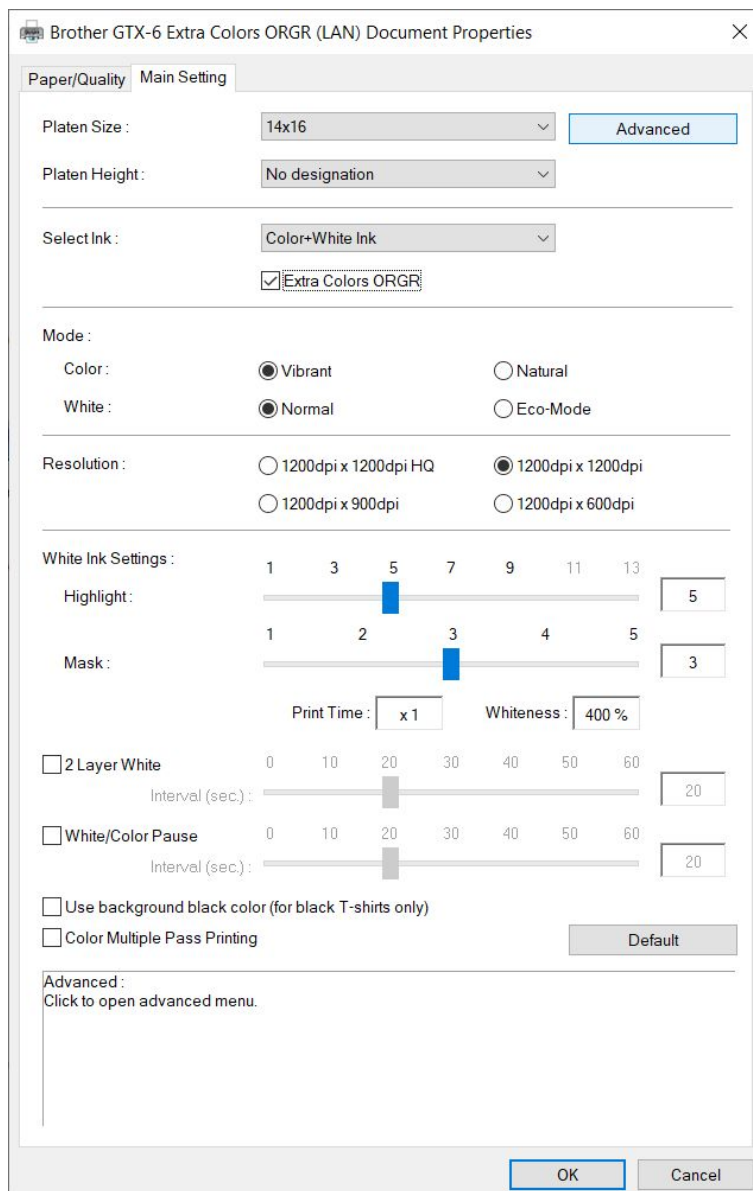 Brother GTX-6 Extra Colors ORGR (LAN) Document Properties
Paper/Quality Main Setting
Platen Size : 14x16 Advanced
Platen Height : No designation
Select Ink : Color+White Ink
Extra Colors ORGR
Mode :
Color : Vibrant Natural
White : Normal Eco-Mode
Resolution : 1200dpi x 1200dpi HQ 1200dpi x 1200dpi
1200dpi x 900dpi 1200dpi x 600dpi
White Ink Settings :
1 3 5 7 9 11 13
Highlight : 5
1 2 3 4 5
Mask : 3
Print Time : x 1 Whiteness : 400 %
2 Layer White 0 10 20 30 40 50 60
Interval (sec.) : 20
White/Color Pause 0 10 20 30 40 50 60
Interval (sec.) : 20
Use background black color (for black T-shirts only)
Color Multiple Pass Printing Default
Advanced :
Click to open advanced menu.
OK Cancel